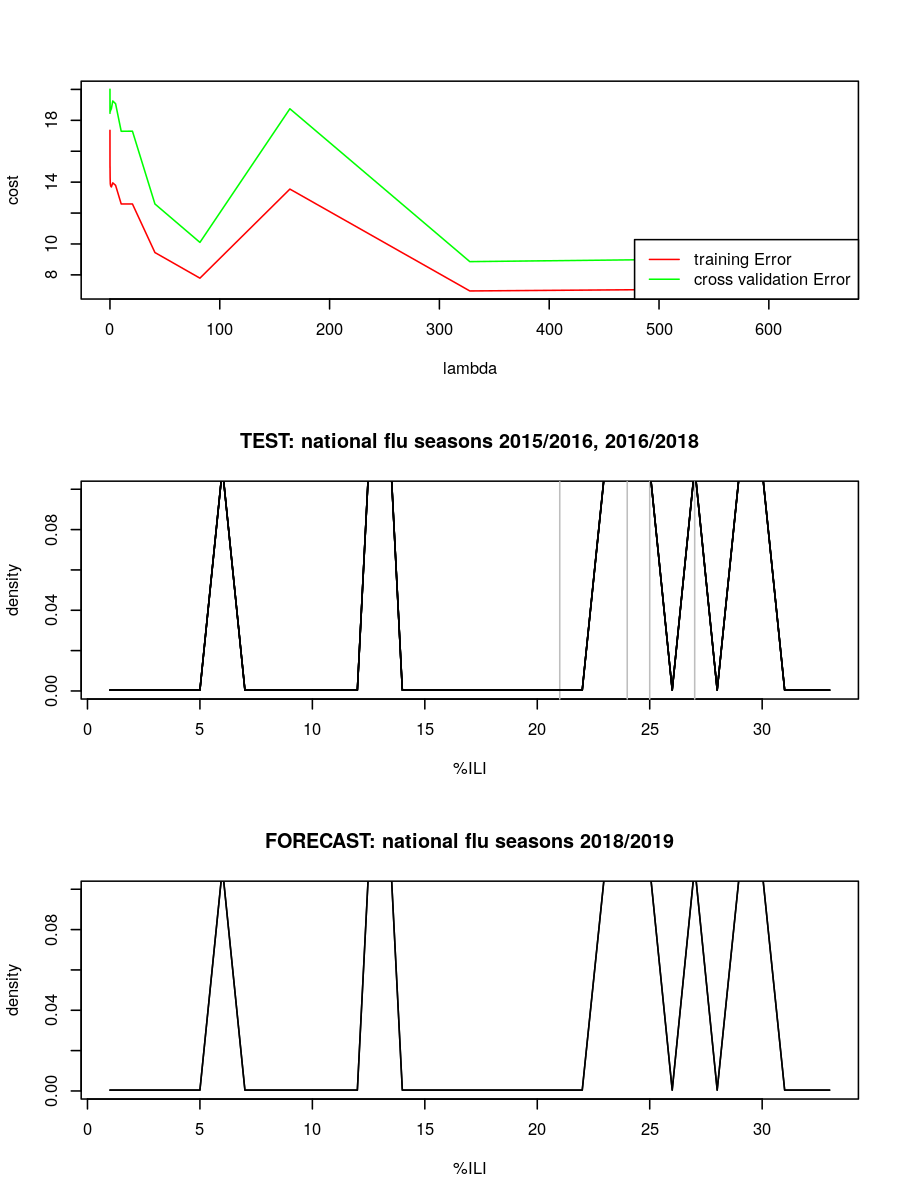 cost
18
14
10
8
training Error
cross validation Error
0 100 200 300 400 500 600
lambda
TEST: national flu seasons 2015/2016, 2016/2018
density
0.08
0.04
0.00
0 5 10 15 20 25 30
%ILI
FORECAST: national flu seasons 2018/2019
density
0.08
0.04
0.00
0 5 10 15 20 25 30
%ILI